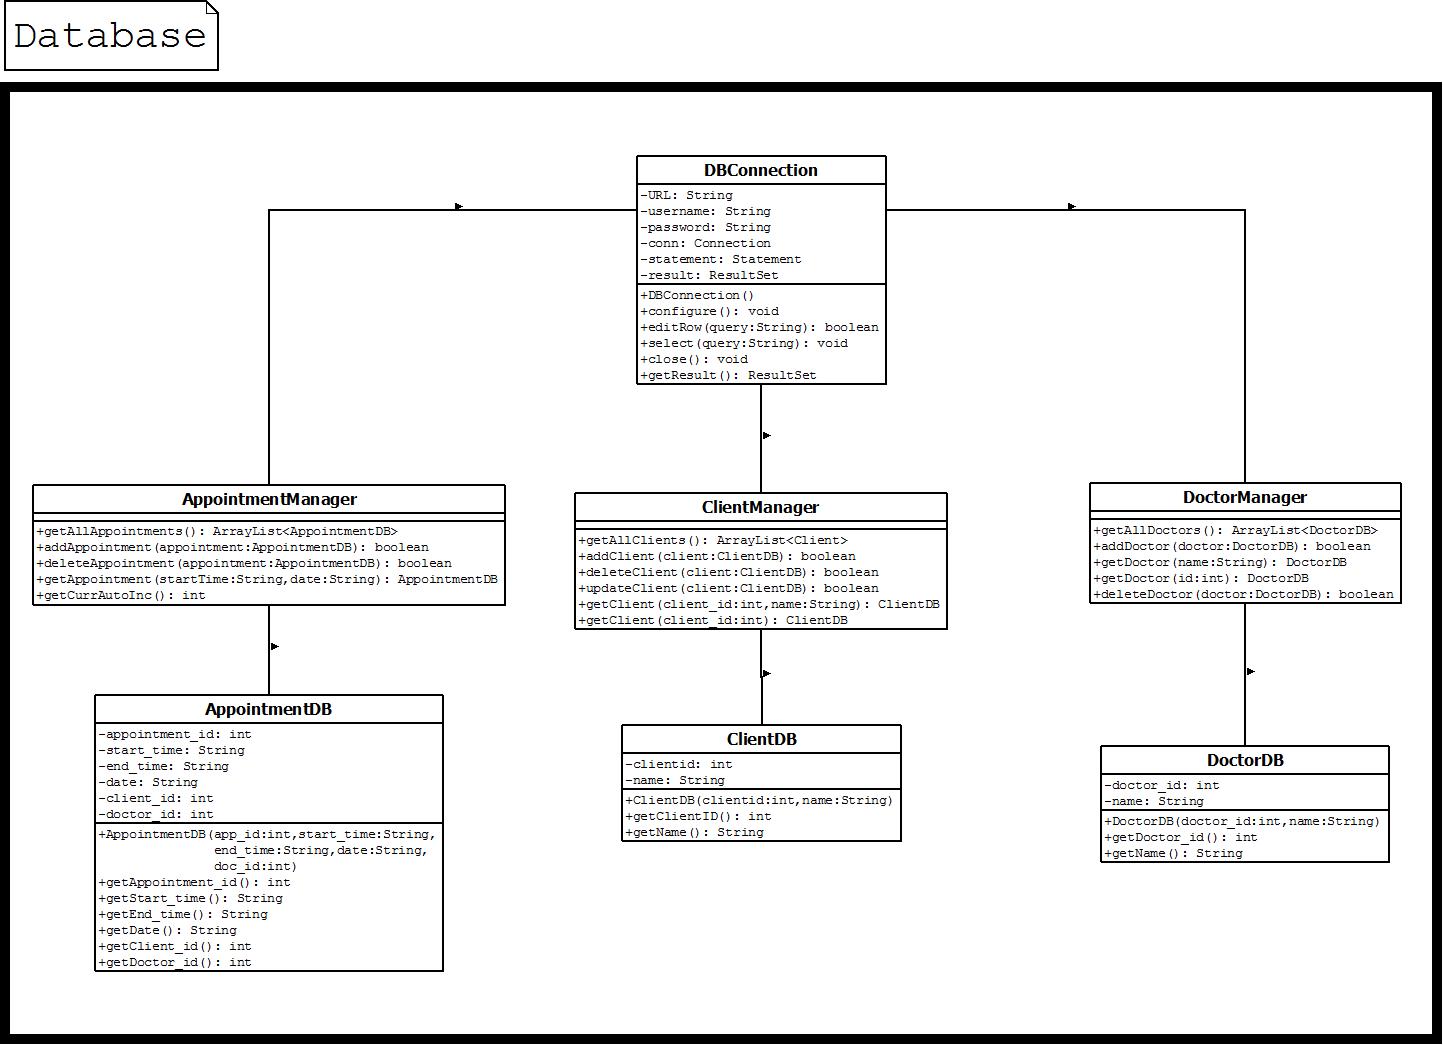 Database
DBConnection
-URL: String
-username: String
-password: String
-conn: Connection
-statement: Statement
-result: ResultSet
+DBConnection()
+configure(): void
+editRow(query:String): boolean
+select(query:String): void
+close(): void
+getResult(): ResultSet
AppointmentManager
+getAllAppointments(): ArrayList<AppointmentDB>
+addAppointment(appointment:AppointmentDB): boolean
+deleteAppointment(appointment:AppointmentDB): boolean
+getAppointment(startTime:String,date:String): AppointmentDB
+getCurrAutoInc(): int
ClientManager
+getAllClients(): ArrayList<Client>
+addClient(client:ClientDB): boolean
+deleteClient(client:ClientDB): boolean
+updateClient(client:ClientDB): boolean
+getClient(client_id:int,name:String): ClientDB
+getClient(client_id:int): ClientDB
DoctorManager
+getAllDoctors(): ArrayList<DoctorDB>
+addDoctor(doctor:DoctorDB): boolean
+getDoctor(name:String): DoctorDB
+getDoctor(id:int): DoctorDB
+deleteDoctor(doctor:DoctorDB): boolean
AppointmentDB
-appointment_id: int
-start_time: String
-end_time: String
-date: String
-client_id: int
-doctor_id: int
+AppointmentDB(app_id:int,start_time:String,
end_time:String,date:String,
doc_id:int)
+getAppointment_id(): int
+getStart_time(): String
+getEnd_time(): String
+getDate(): String
+getClient_id(): int
+getDoctor_id(): int
ClientDB
-clientid: int
-name: String
+ClientDB(clientid:int,name:String)
+getClientID(): int
+getName(): String
DoctorDB
-doctor_id: int
-name: String
+DoctorDB(doctor_id:int,name:String)
+getDoctor_id(): int
+getName(): String